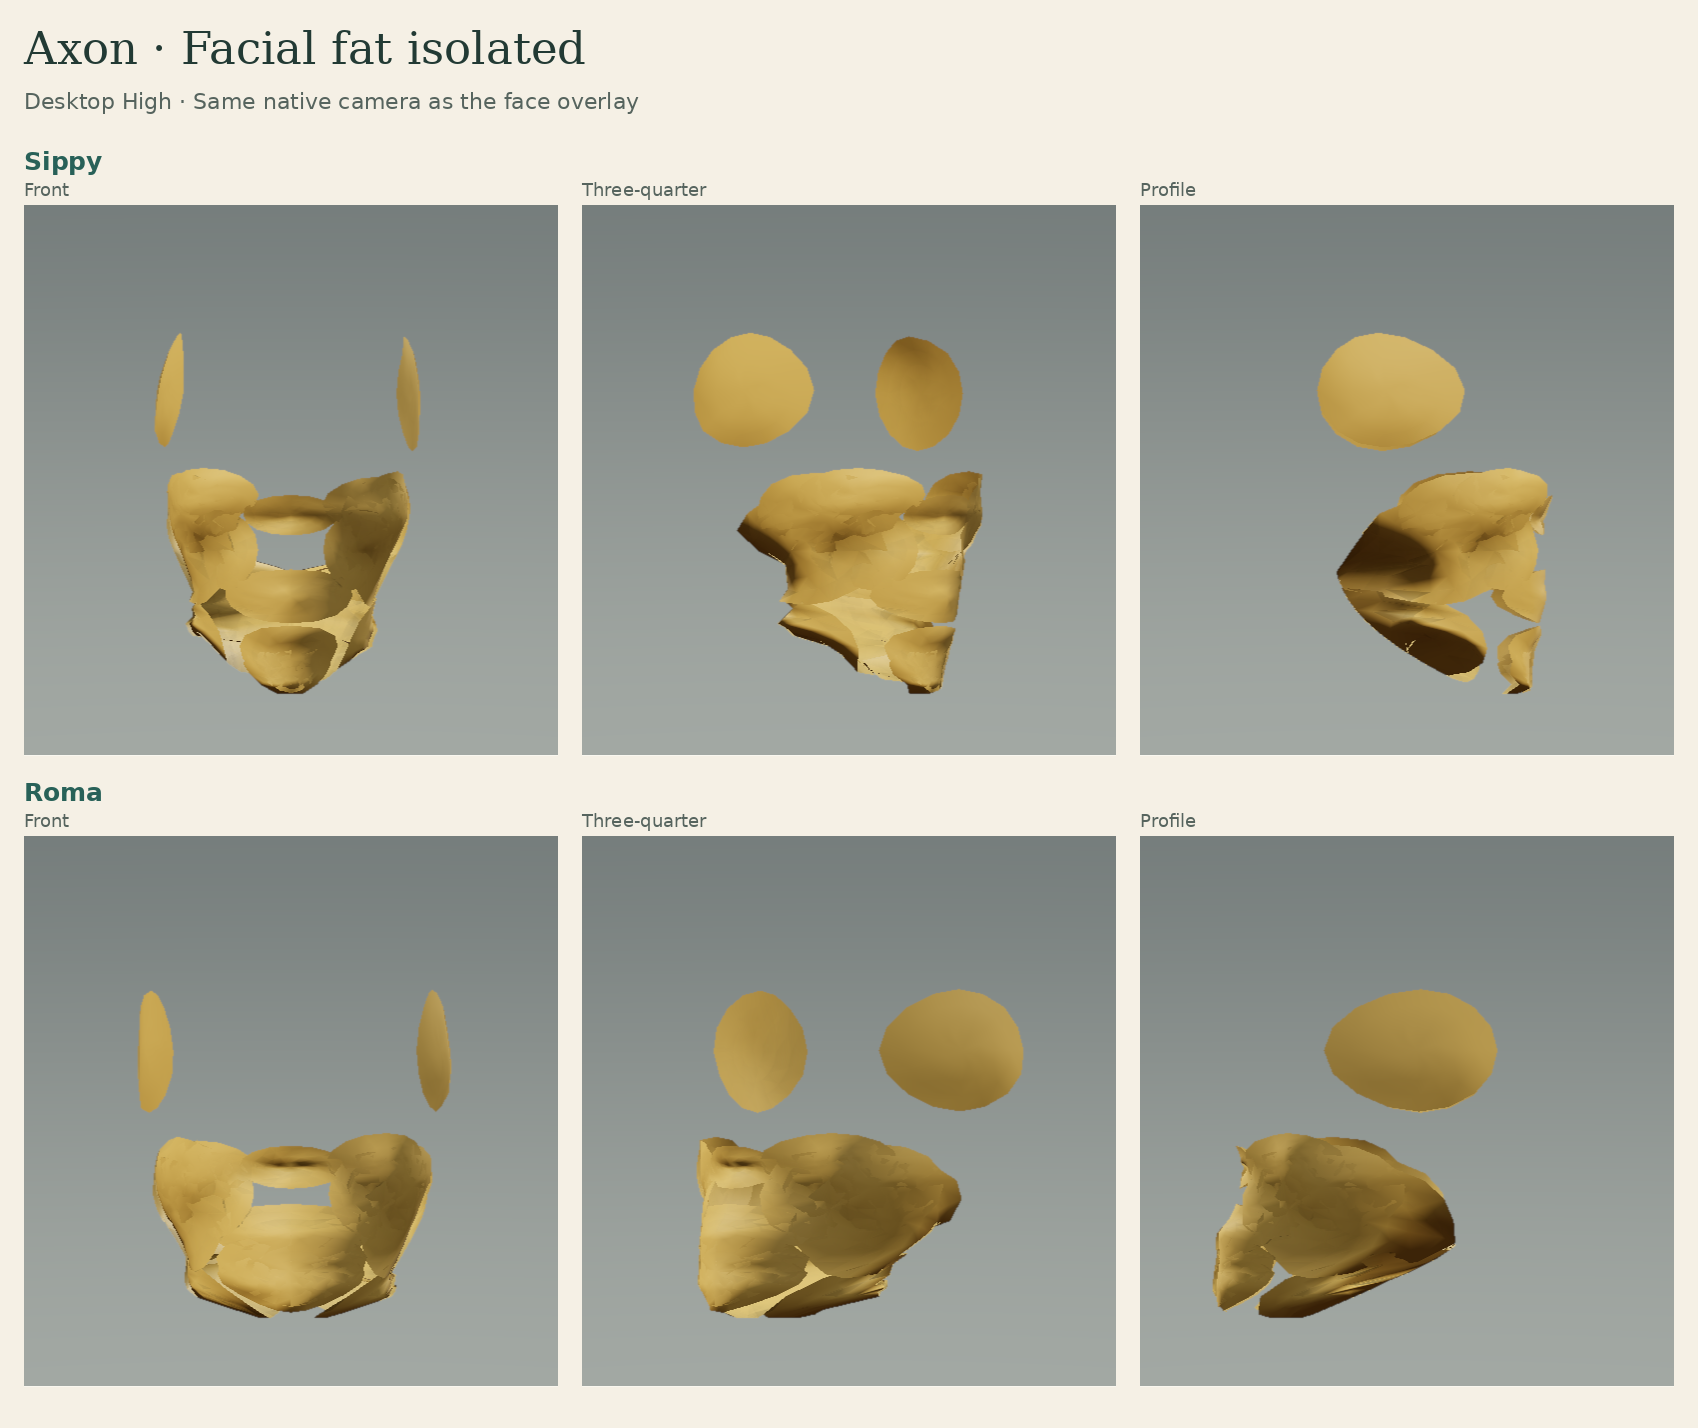 Axon · Facial fat isolated
Desktop High · Same native camera as the face overlay
Sippy
Front
Three-quarter
Profile
Roma
Front
Three-quarter
Profile